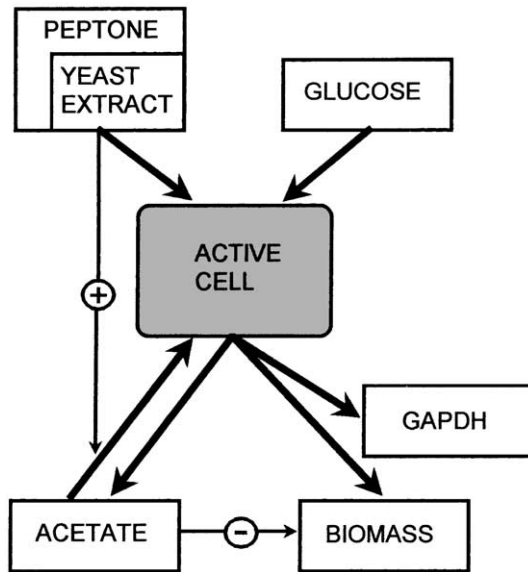 PEPTONE
YEAST
EXTRACT
GLUCOSE
ACTIVE
CELL
+
GAPDH
ACETATE
-
BIOMASS